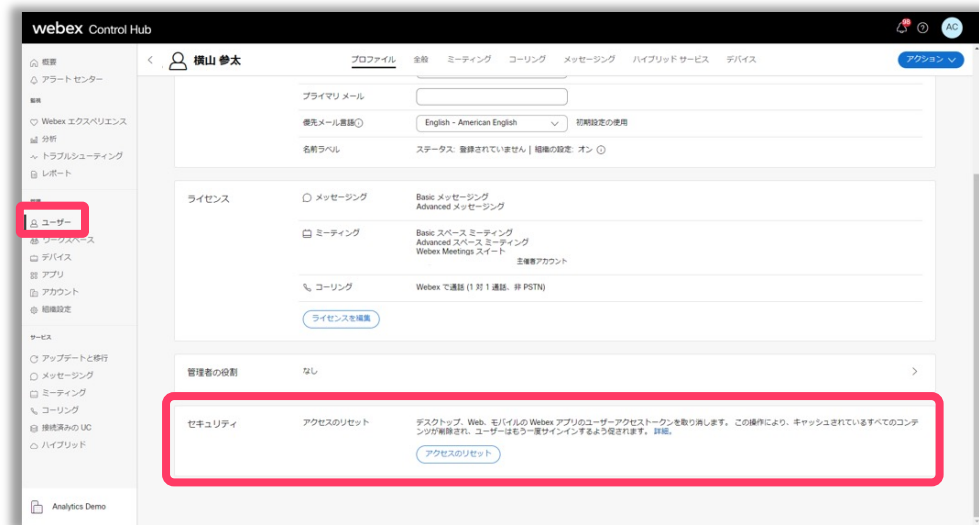 webex Control Hub
98
AC
概要
アラート センター
監視
Webex エクスペリエンス
分析
トラブルシューティング
レポート
ユーザー
ワークスペース
デバイス
アプリ
アカウント
組織設定
サービス
アップデートと移行
メッセージング
ミーティング
コーリング
接続済みの UC
ハイブリッド
Analytics Demo
横山 参太
プロファイル 全般 ミーティング コーリング メッセージング ハイブリッド サービス デバイス
アクション
プライマリ メール
優先メール言語 English - American English 初期設定の使用
名前ラベル ステータス: 登録されていません | 組織の設定: オン
ライセンス メッセージング Basic メッセージング
Advanced メッセージング
ミーティング Basic スペース ミーティング
Advanced スペース ミーティング
Webex Meetings スイート
主催者アカウント
コーリング Webex で通話 (1 対 1 通話、非 PSTN)
ライセンスを編集
管理者の役割 なし
セキュリティ アクセスのリセット デスクトップ、Web、モバイルの Webex アプリのユーザーアクセストークンを取り消します。 この操作により、キャッシュされているすべてのコンテ
ンツが削除され、ユーザーはもう一度サインインするよう促されます。 詳細。
アクセスのリセット